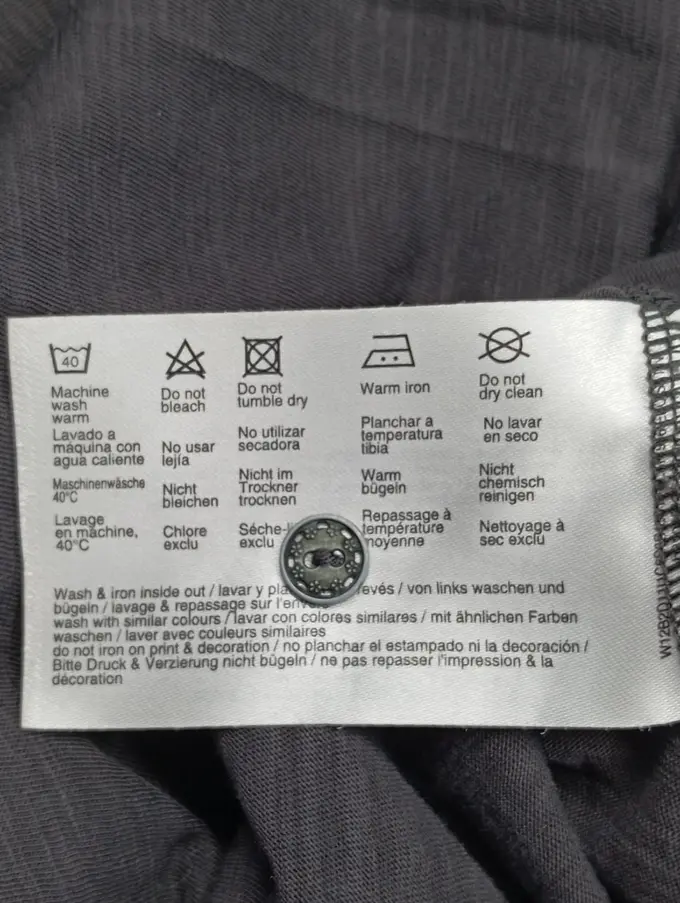 40
Machine
wash
warm
Lavado a
maquina con
agua caliente
Maschinenwäsche
40°C
Lavage
en machine,
40°C
Do not
bleach
No usar
lejía
Nicht
bleichen
Chlore
exclu
Do not
tumble dry
No utilizar
secadora
Nicht im
Trockner
trocknen
Séche-
exclu
Warm iron
Planchar a
temperatura
tibia
Warm
bügeln
Repassage à
température
moyenne
Do not
dry clean
No lavar
en seco
Nicht
chemisch
reinigen
Nettoyage à
sec exclu
Wash & iron inside out / lavar y / von links waschen und
bügeln / lavage & repassage sur
wash with similar colours / lavar con colores similares / mit ähnlichen Farben
waschen / laver avec couleurs similaires
do not iron on print & decoration / no planchar el estampado ni la decoración /
Bitte Druck & Verzierung nicht bügeln / ne pas repasser l'impression & la
décoration